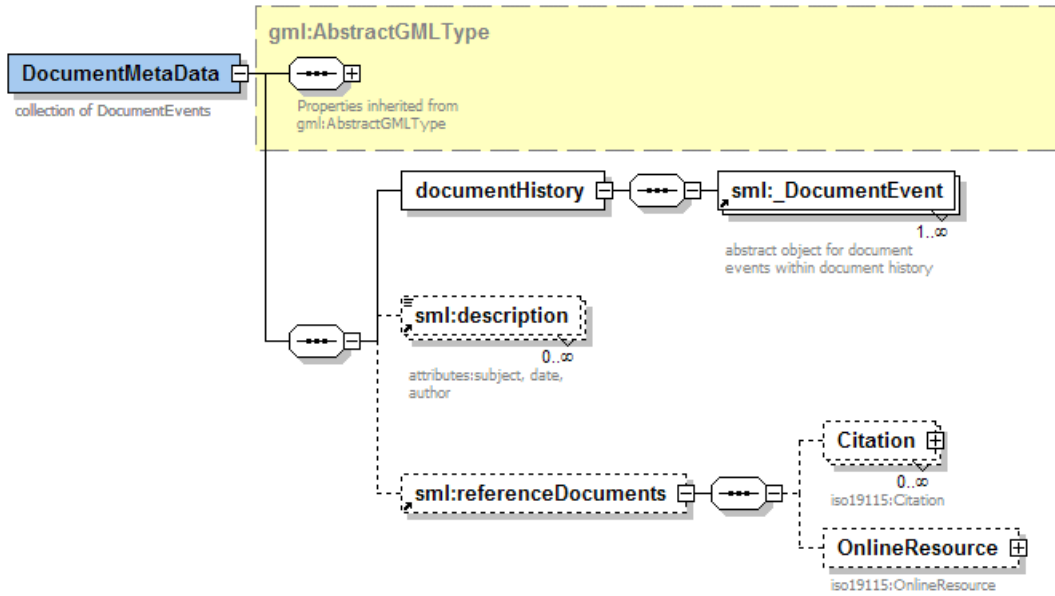 gml:AbstractGMLType
DocumentMetaData
collection of DocumentEvents
Properties inherited from
gml:AbstractGMLType
documentHistory
sml:_DocumentEvent
1..∞
abstract object for document
events within document history
sml:description
0..∞
attributes:subject, date,
author
sml:referenceDocuments
Citation
0..∞
iso19115:Citation
OnlineResource
iso19115:OnlineResource